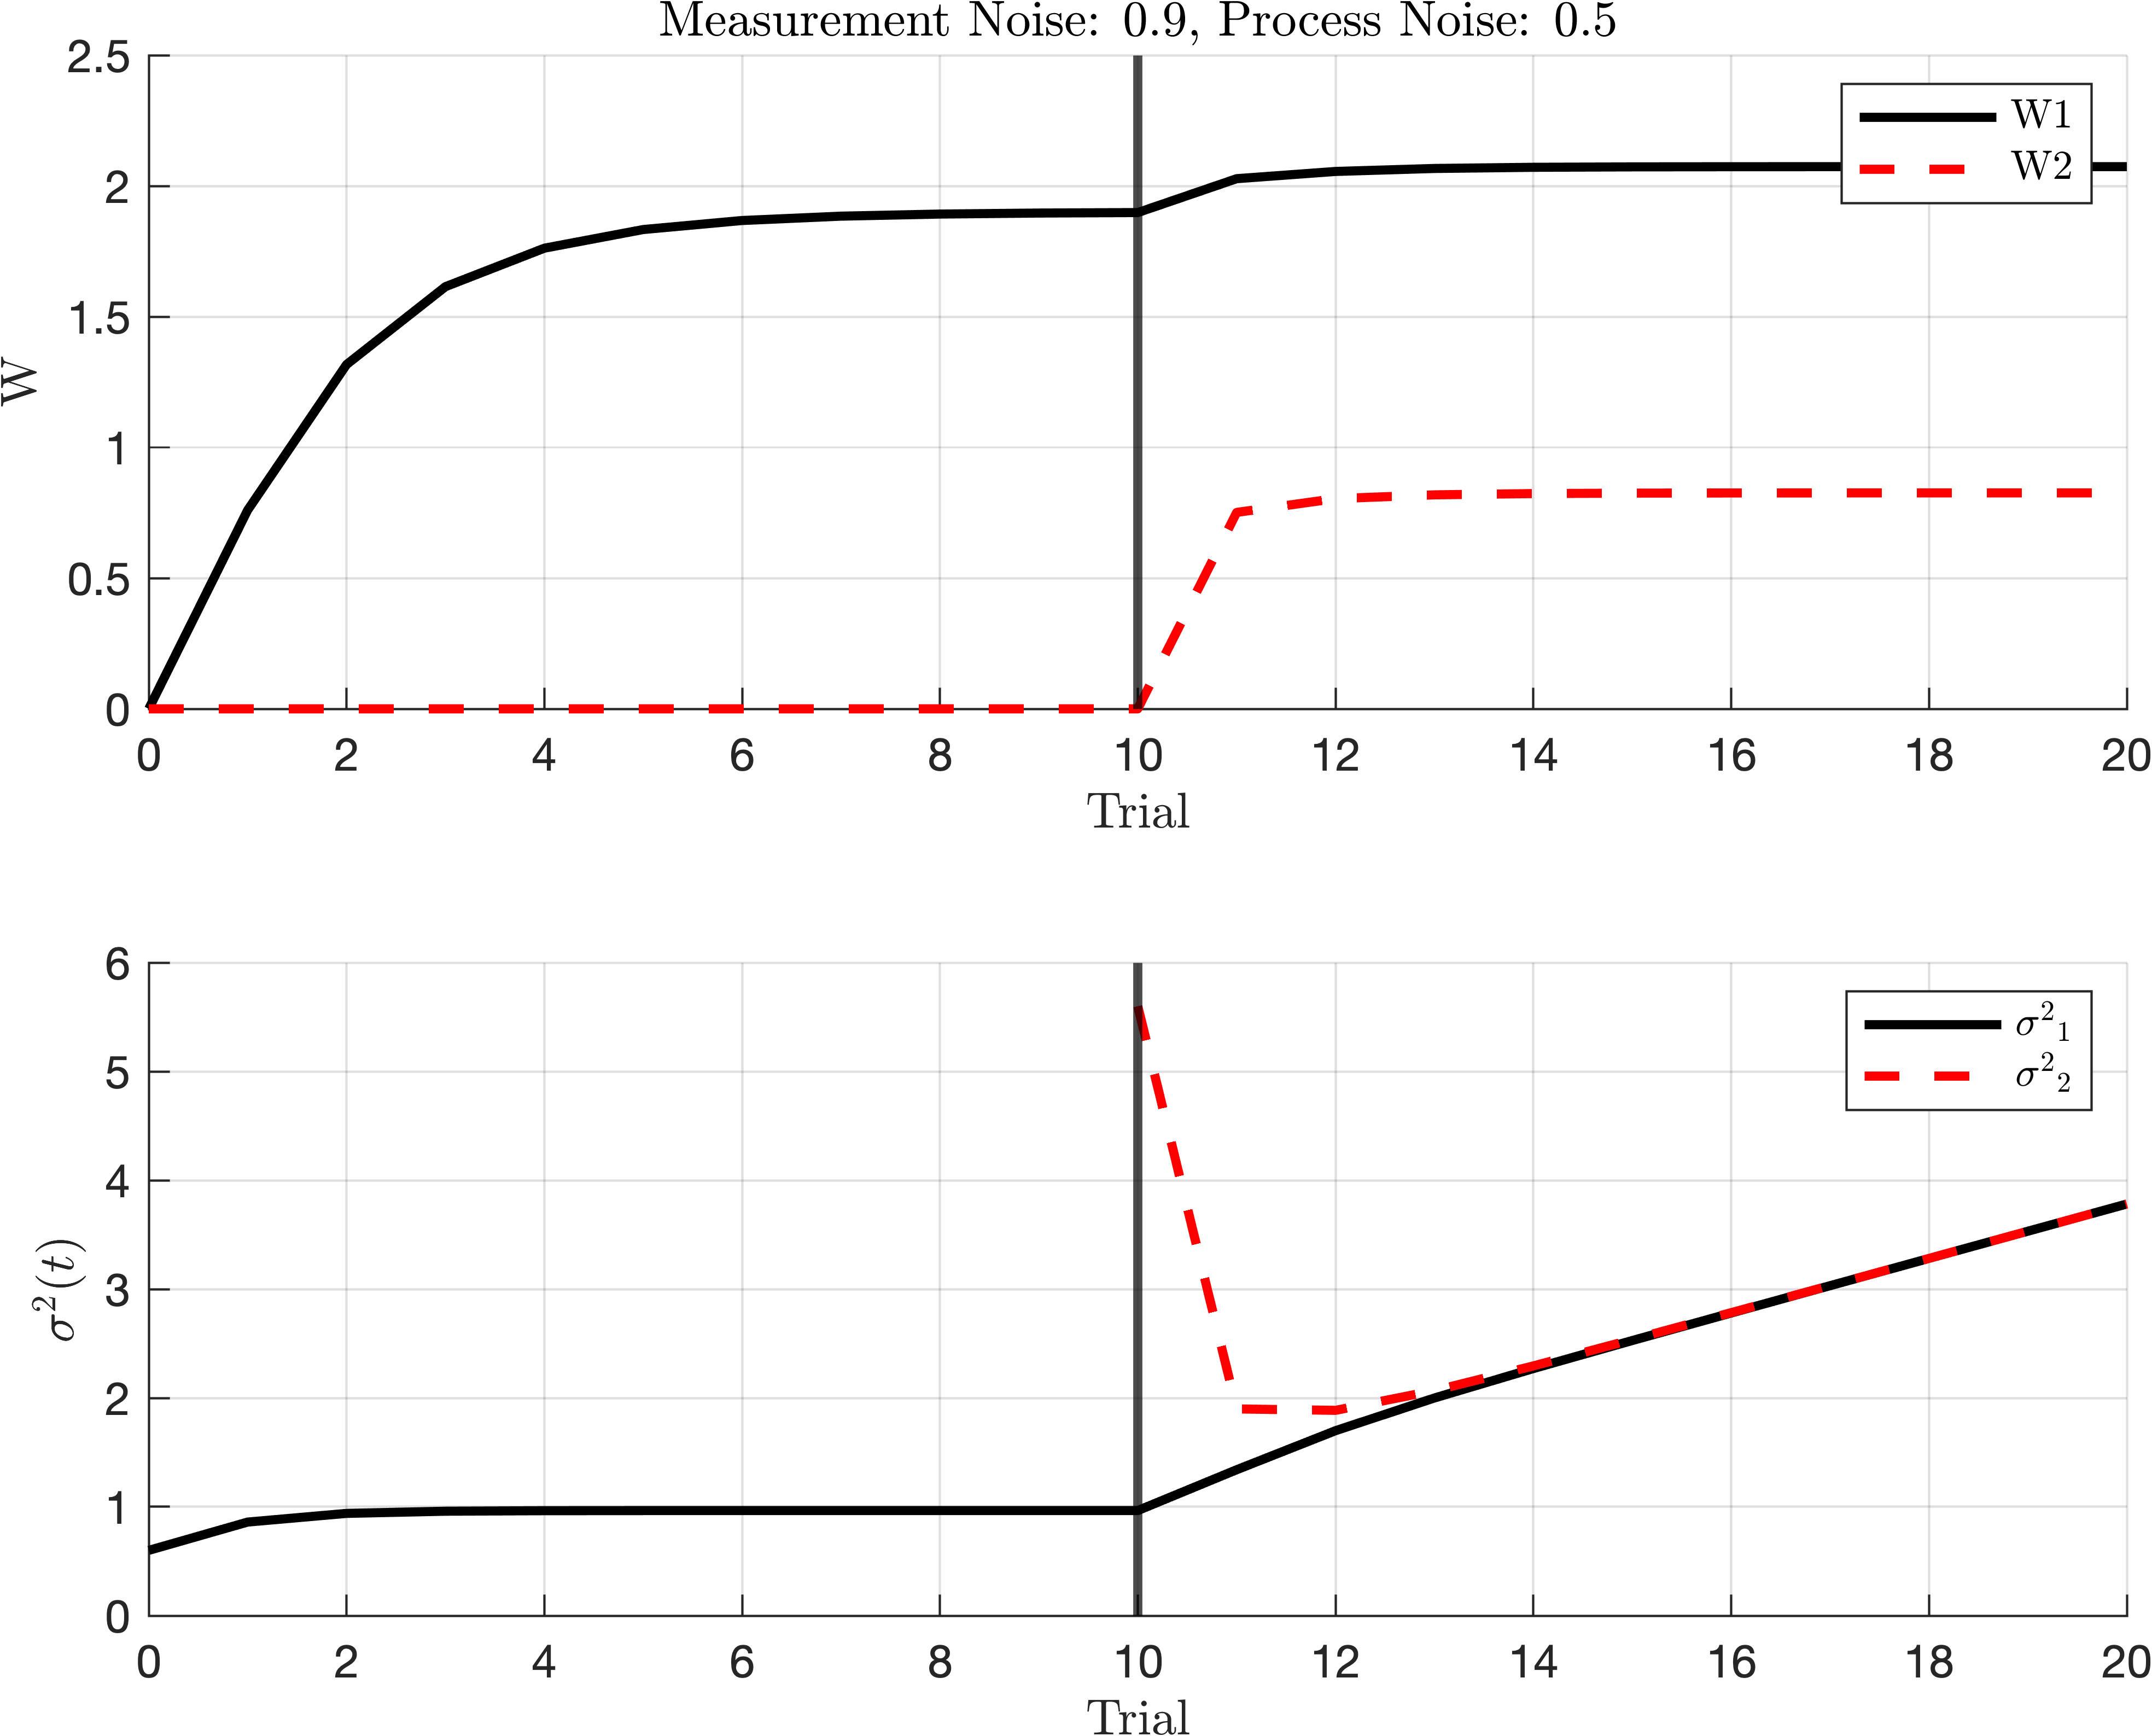 Measurement Noise: 0.9, Process Noise: 0.5
2.5
2
1.5
1
0.5
0
W
W1
W2
0 2 4 6 8 10 12 14 16 18 20
Trial
6
5
4
3
2
1
0
σ²(t)
σ²₁
σ²₂
0 2 4 6 8 10 12 14 16 18 20
Trial